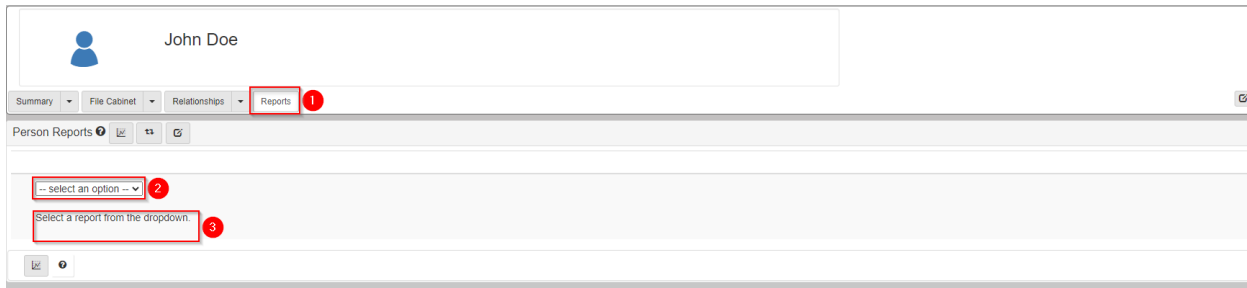 John Doe
Summary File Cabinet Relationships Reports 1
Person Reports ?
-- select an option -- 2
Select a report from the dropdown. 3
?